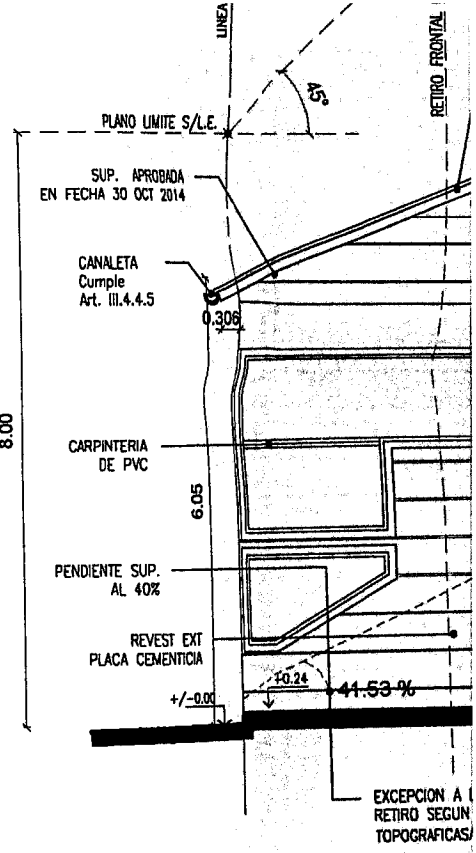 LINEA
RETIRO FRONTAL
45°
PLANO LIMITE S/L.E.
SUP. APROBADA
EN FECHA 30 OCT 2014
CANALETA
Cumple
Art. III.4.4.5
0.306
8.00
CARPINTERIA
DE PVC
6.05
PENDIENTE SUP.
AL 40%
REVEST EXT
PLACA CEMENTICIA
+0.24
41.53 %
+/-0.00
EXCEPCION A
RETIRO SEGUN
TOPOGRAFICAS